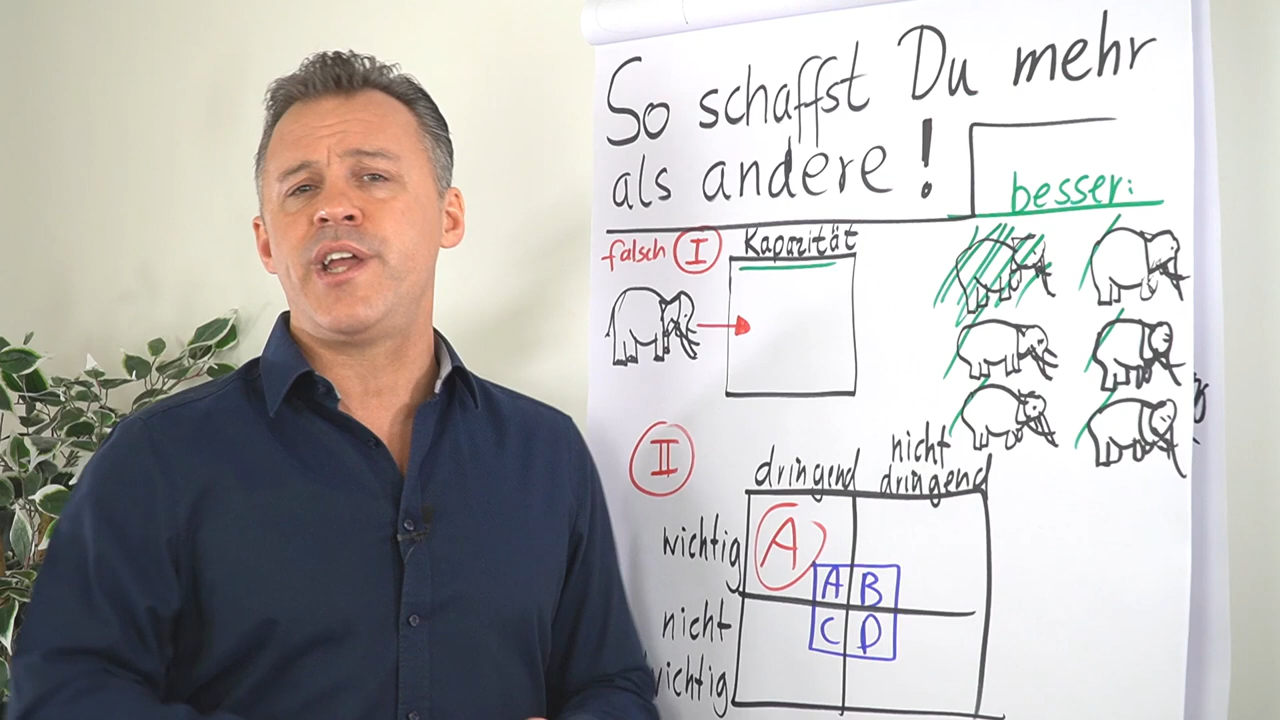 So schaffst Du mehr
als andere!
besser:
falsch I Kapazität
II
dringend nicht dringend
wichtig A
A B
nicht wichtig
C D